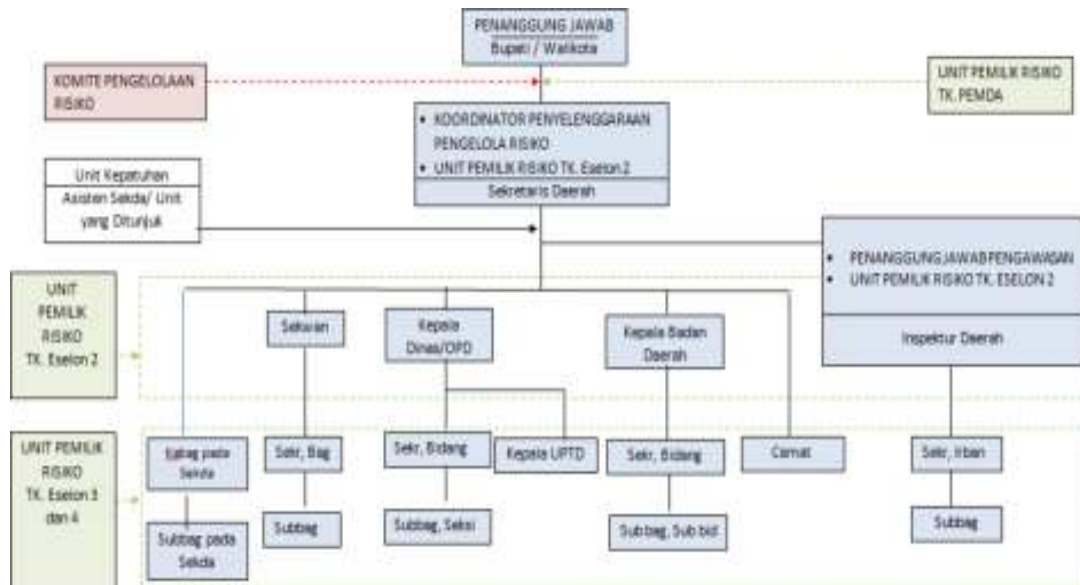 PENANGGUNG JAWAB
Bupati / Walikota
KOMITE PENGELOLAAN
RISIKO
UNIT PEMILIK RISIKO
TK. PEMDA
• KOORDINATOR PENYELENGGARAAN
PENGELOLA RISIKO
• UNIT PEMILIK RISIKO TK. Eselon 2
Sekretaris Daerah
Unit Kepatuhan
Asisten Sekda/ Unit
yang Ditunjuk
• PENANGGUNG JAWAB PENGAWASAN
• UNIT PEMILIK RISIKO TK. ESELON 2
Inspektur Daerah
UNIT
PEMILIK
RISIKO
TK. Eselon 2
Sekwan
Kepala
Dinas/OPD
Kepala Badan
Daerah
UNIT PEMILIK
RISIKO
TK. Eselon 3
dan 4
Kabag pada
Sekda
Sekr, Bag
Sekr, Bidang
Kepala UPTD
Sekr, Bidang
Camat
Sekr, Irban
Subbag pada
Sekda
Subbag
Subbag, Seksi
Subbag, Sub bid
Subbag